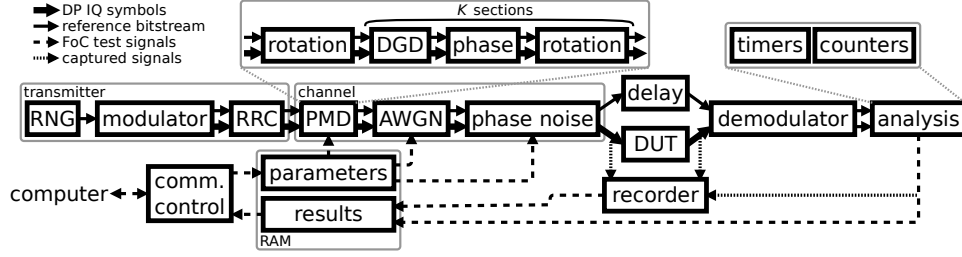 DP IQ symbols
reference bitstream
FoC test signals
captured signals
K sections
rotation DGD phase rotation
timers counters
transmitter
channel
RNG modulator RRC PMD AWGN phase noise
delay
DUT
demodulator analysis
computer
comm.
control
parameters
results
RAM
recorder